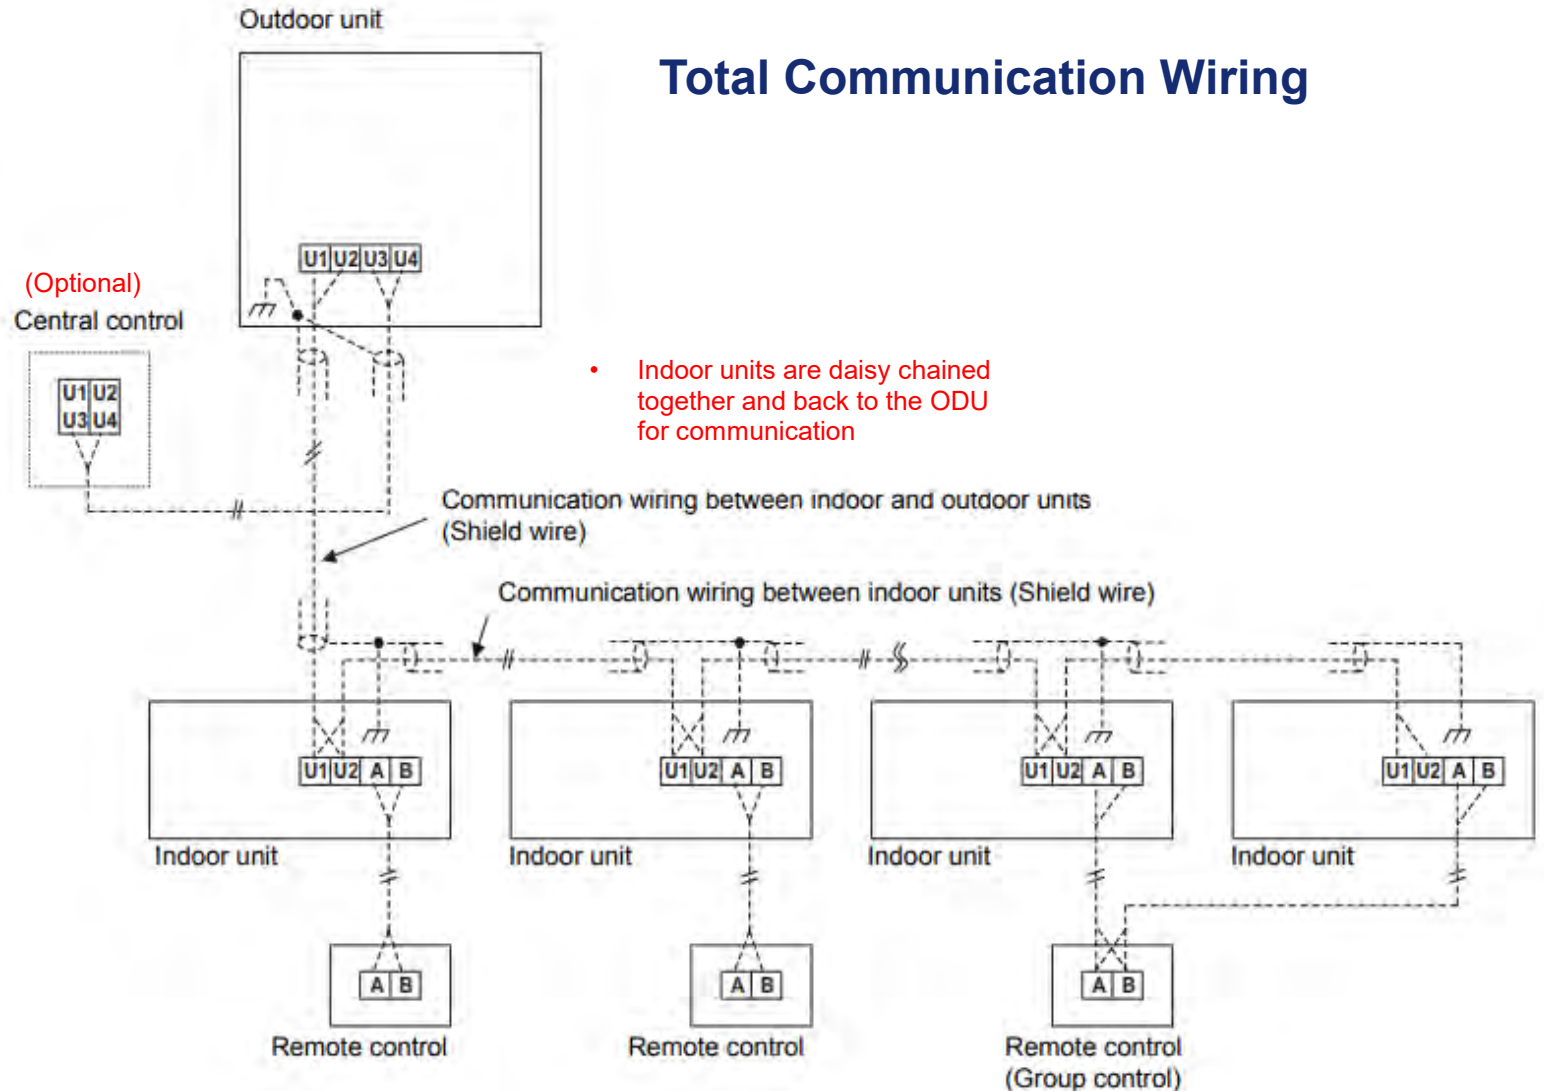 Outdoor unit
Total Communication Wiring
U1 U2 U3 U4
(Optional)
Central control
U1 U2
U3 U4
• Indoor units are daisy chained
together and back to the ODU
for communication
Communication wiring between indoor and outdoor units
(Shield wire)
Communication wiring between indoor units (Shield wire)
U1 U2 A B
U1 U2 A B
U1 U2 A B
U1 U2 A B
Indoor unit
Indoor unit
Indoor unit
Indoor unit
A B
A B
A B
Remote control
Remote control
Remote control
(Group control)